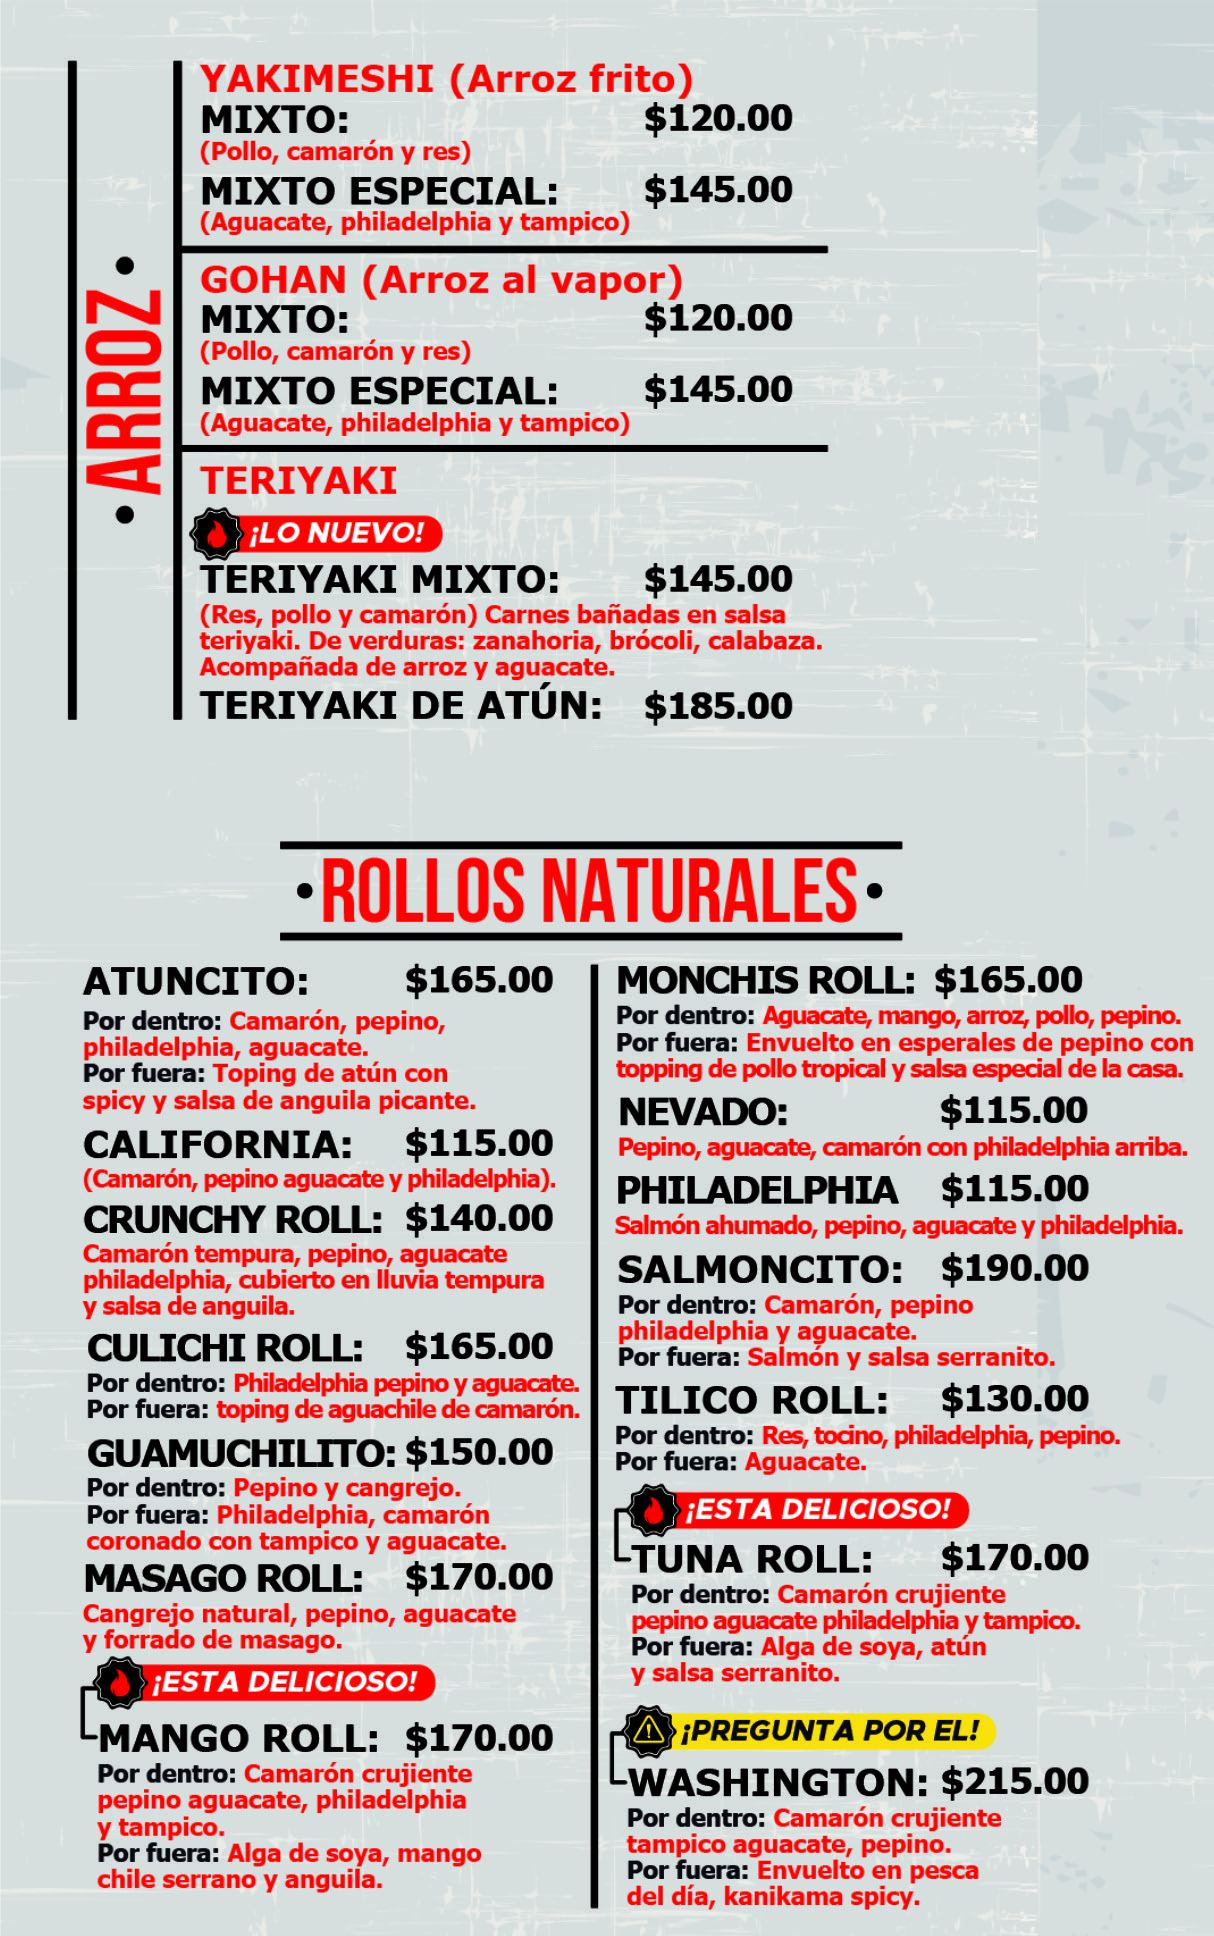 ARROZ
YAKIMESHI (Arroz frito)
MIXTO: $120.00
(Pollo, camarón y res)
MIXTO ESPECIAL: $145.00
(Aguacate, philadelphia y tampico)
GOHAN (Arroz al vapor)
MIXTO: $120.00
(Pollo, camarón y res)
MIXTO ESPECIAL: $145.00
(Aguacate, philadelphia y tampico)
TERIYAKI
¡LO NUEVO!
TERIYAKI MIXTO: $145.00
(Res, pollo y camarón) Carnes bañadas en salsa
teriyaki. De verduras: zanahoria, brócoli, calabaza.
Acompañada de arroz y aguacate.
TERIYAKI DE ATÚN: $185.00
ROLLOS NATURALES
ATUNCITO: $165.00
Por dentro: Camarón, pepino,
philadelphia, aguacate.
Por fuera: Toping de atún con
spicy y salsa de anguila picante.
CALIFORNIA: $115.00
(Camarón, pepino aguacate y philadelphia).
CRUNCHY ROLL: $140.00
Camarón tempura, pepino, aguacate
philadelphia, cubierto en lluvia tempura
y salsa de anguila.
CULICHI ROLL: $165.00
Por dentro: Philadelphia pepino y aguacate.
Por fuera: toping de aguachile de camarón.
GUAMUCHILITO: $150.00
Por dentro: Pepino y cangrejo.
Por fuera: Philadelphia, camarón
coronado con tampico y aguacate.
MASAGO ROLL: $170.00
Cangrejo natural, pepino, aguacate
y forrado de masago.
¡ESTA DELICIOSO!
MANGO ROLL: $170.00
Por dentro: Camarón crujiente
pepino aguacate, philadelphia
y tampico.
Por fuera: Alga de soya, mango
chile serrano y anguila.
MONCHIS ROLL: $165.00
Por dentro: Aguacate, mango, arroz, pollo, pepino.
Por fuera: Envuelto en esperales de pepino con
topping de pollo tropical y salsa especial de la casa.
NEVADO: $115.00
Pepino, aguacate, camarón con philadelphia arriba.
PHILADELPHIA $115.00
Salmón ahumado, pepino, aguacate y philadelphia.
SALMONCITO: $190.00
Por dentro: Camarón, pepino
philadelphia y aguacate.
Por fuera: Salmón y salsa serranito.
TILICO ROLL: $130.00
Por dentro: Res, tocino, philadelphia, pepino.
Por fuera: Aguacate.
¡ESTA DELICIOSO!
TUNA ROLL: $170.00
Por dentro: Camarón crujiente
pepino aguacate philadelphia y tampico.
Por fuera: Alga de soya, atún
y salsa serranito.
¡PREGUNTA POR EL!
WASHINGTON: $215.00
Por dentro: Camarón crujiente
tampico aguacate, pepino.
Por fuera: Envuelto en pesca
del día, kanikama spicy.